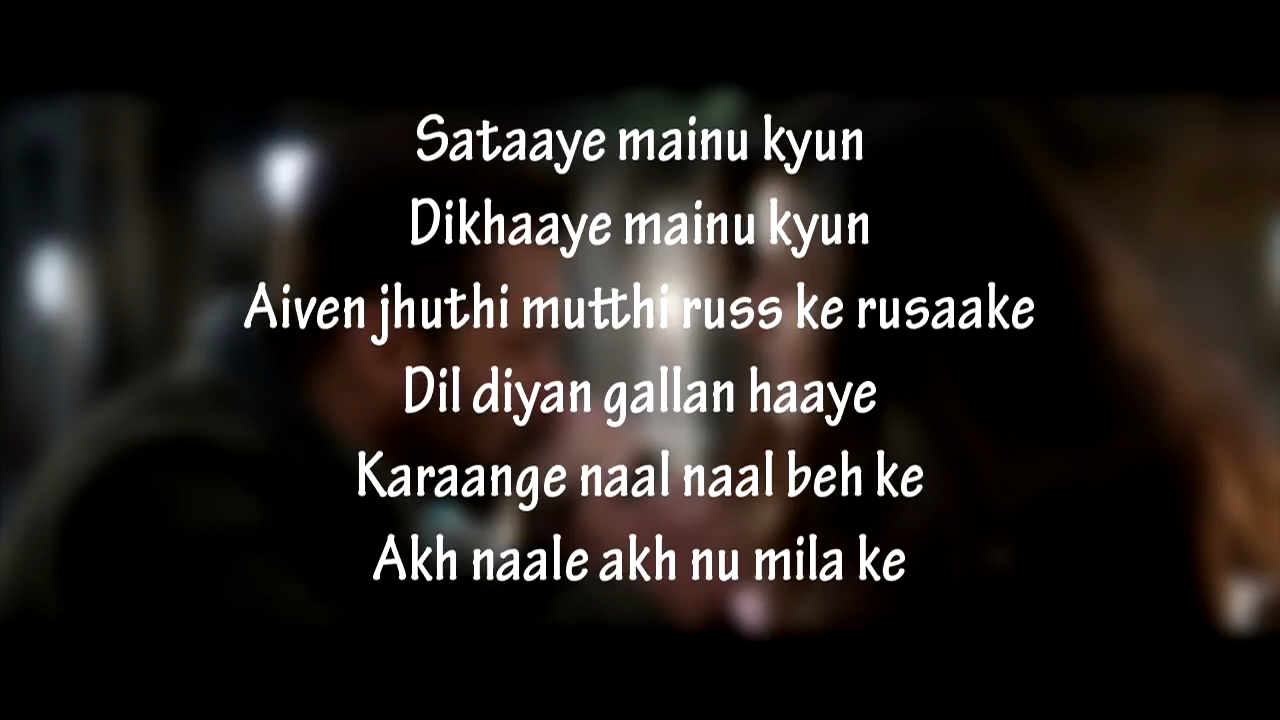 Sataaye mainu kyun
Dikhaaye mainu kyun
Aiven jhuthi mutthi russ ke rusaake
Dil diyan gallan haaye
Karaange naal naal beh ke
Akh naale akh nu mila ke